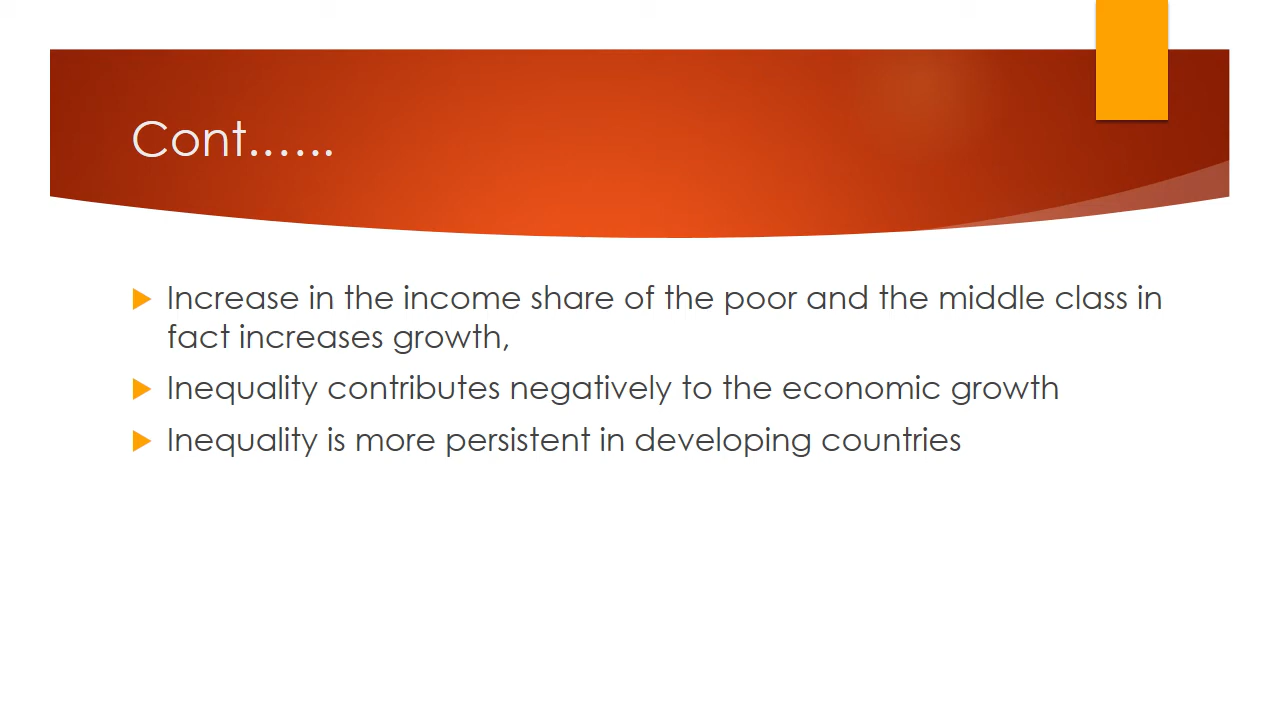 Cont.…..
Increase in the income share of the poor and the middle class in
fact increases growth,
Inequality contributes negatively to the economic growth
Inequality is more persistent in developing countries